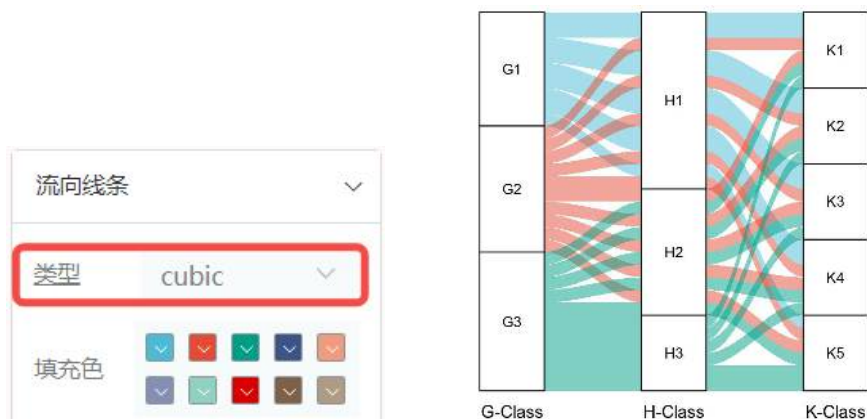 流向线条
类型
cubic
填充色
G1
G2
G3
H1
H2
H3
K1
K2
K3
K4
K5
G-Class
H-Class
K-Class